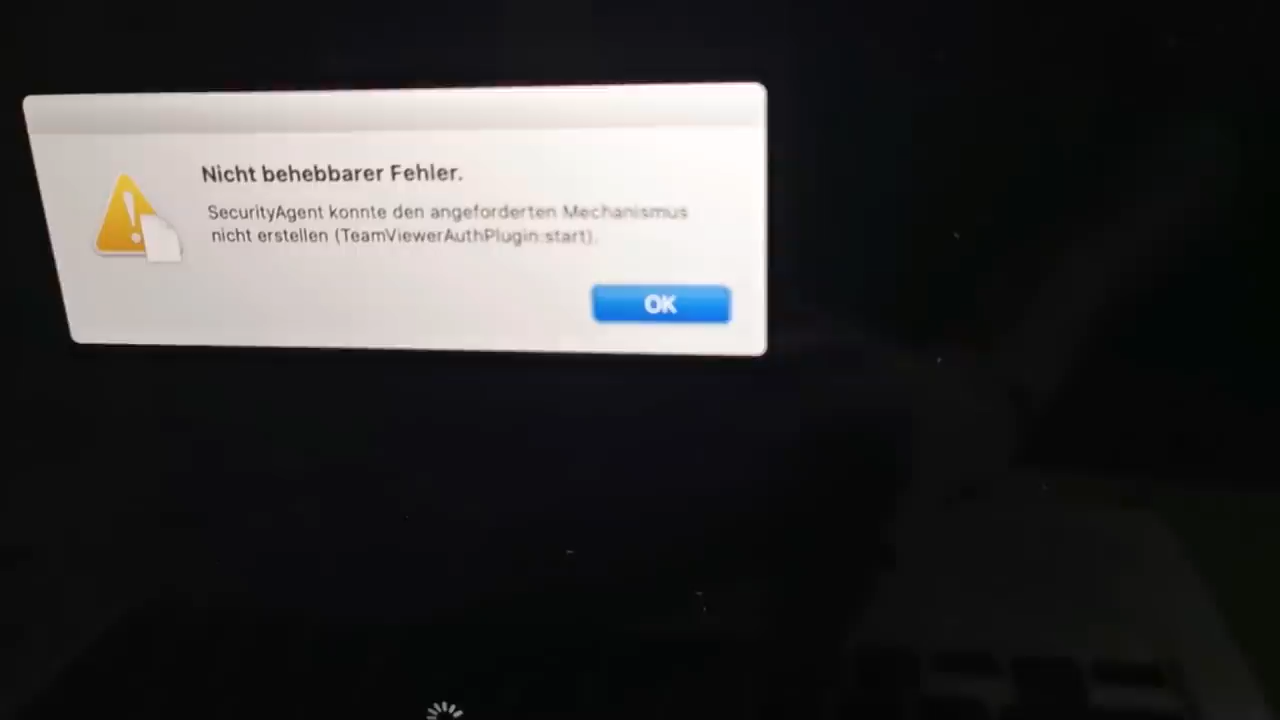 Nicht behebbarer Fehler.
SecurityAgent konnte den angeforderten Mechanismus
nicht erstellen (TeamViewerAuthPlugin:start).
OK